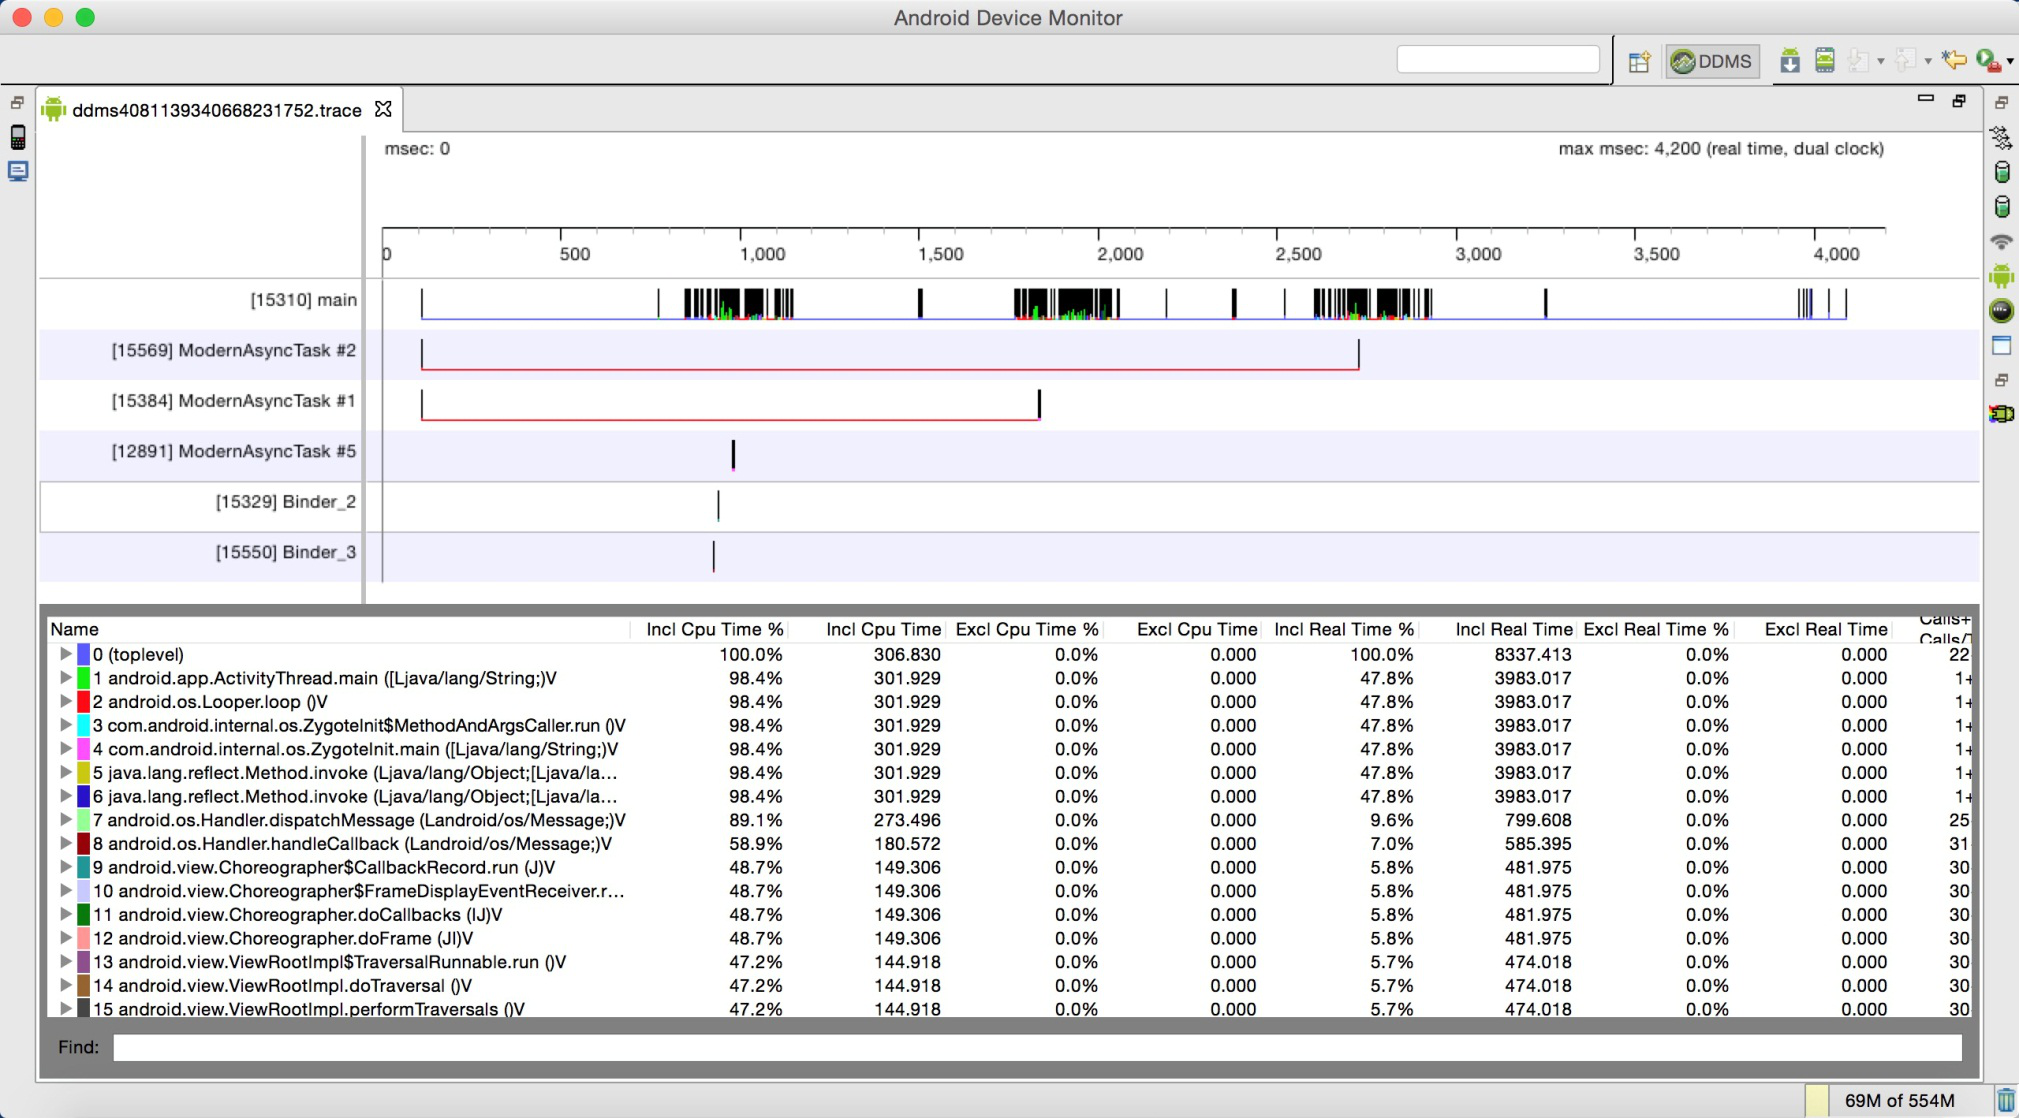 Android Device Monitor
DDMS
ddms4081139340668231752.trace
msec: 0 max msec: 4,200 (real time, dual clock)
0 500 1,000 1,500 2,000 2,500 3,000 3,500 4,000
[15310] main
[15569] ModernAsyncTask #2
[15384] ModernAsyncTask #1
[12891] ModernAsyncTask #5
[15329] Binder_2
[15550] Binder_3
Name Incl Cpu Time % Incl Cpu Time Excl Cpu Time % Excl Cpu Time Incl Real Time % Incl Real Time Excl Real Time % Excl Real Time Calls+
0 (toplevel) 100.0% 306.830 0.0% 0.000 100.0% 8337.413 0.0% 0.000 22
1 android.app.ActivityThread.main ([Ljava/lang/String;)V 98.4% 301.929 0.0% 0.000 47.8% 3983.017 0.0% 0.000 1+
2 android.os.Looper.loop ()V 98.4% 301.929 0.0% 0.000 47.8% 3983.017 0.0% 0.000 1+
3 com.android.internal.os.ZygoteInit$MethodAndArgsCaller.run ()V 98.4% 301.929 0.0% 0.000 47.8% 3983.017 0.0% 0.000 1+
4 com.android.internal.os.ZygoteInit.main ([Ljava/lang/String;)V 98.4% 301.929 0.0% 0.000 47.8% 3983.017 0.0% 0.000 1+
5 java.lang.reflect.Method.invoke (Ljava/lang/Object;[Ljava/la... 98.4% 301.929 0.0% 0.000 47.8% 3983.017 0.0% 0.000 1+
6 java.lang.reflect.Method.invoke (Ljava/lang/Object;[Ljava/la... 98.4% 301.929 0.0% 0.000 47.8% 3983.017 0.0% 0.000 1+
7 android.os.Handler.dispatchMessage (Landroid/os/Message;)V 89.1% 273.496 0.0% 0.000 9.6% 799.608 0.0% 0.000 25
8 android.os.Handler.handleCallback (Landroid/os/Message;)V 58.9% 180.572 0.0% 0.000 7.0% 585.395 0.0% 0.000 31
9 android.view.Choreographer$CallbackRecord.run (J)V 48.7% 149.306 0.0% 0.000 5.8% 481.975 0.0% 0.000 30
10 android.view.Choreographer$FrameDisplayEventReceiver.r... 48.7% 149.306 0.0% 0.000 5.8% 481.975 0.0% 0.000 30
11 android.view.Choreographer.doCallbacks (IJ)V 48.7% 149.306 0.0% 0.000 5.8% 481.975 0.0% 0.000 30
12 android.view.Choreographer.doFrame (JI)V 48.7% 149.306 0.0% 0.000 5.8% 481.975 0.0% 0.000 30
13 android.view.ViewRootImpl$TraversalRunnable.run ()V 47.2% 144.918 0.0% 0.000 5.7% 474.018 0.0% 0.000 30
14 android.view.ViewRootImpl.doTraversal ()V 47.2% 144.918 0.0% 0.000 5.7% 474.018 0.0% 0.000 30
15 android.view.ViewRootImpl.performTraversals ()V 47.2% 144.918 0.0% 0.000 5.7% 474.018 0.0% 0.000 30
Find:
69M of 554M